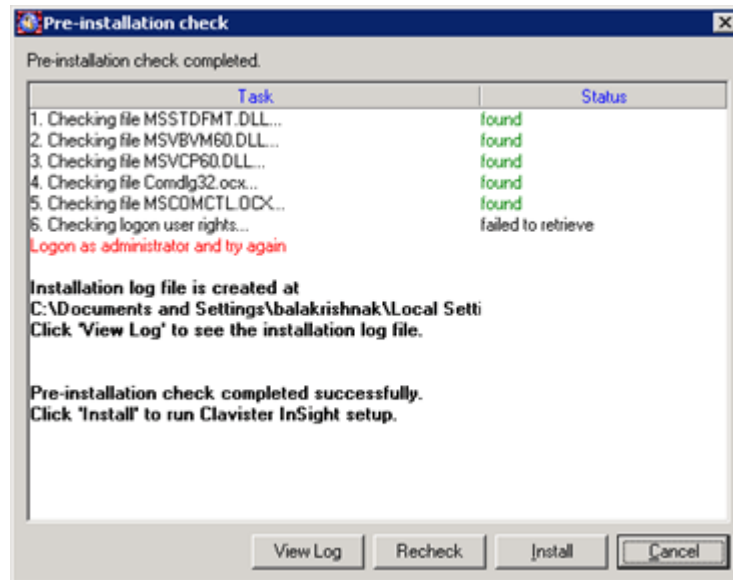 Pre-installation check
Pre-installation check completed.
Task Status
1. Checking file MSSTDFMT.DLL... found
2. Checking file MSVBVM60.DLL... found
3. Checking file MSVCP60.DLL... found
4. Checking file Comdlg32.ocx... found
5. Checking file MSCOMCTL.OCX... found
6. Checking logon user rights... failed to retrieve
Logon as administrator and try again
Installation log file is created at
C:\Documents and Settings\balakrishnak\Local Setti
Click 'View Log' to see the installation log file.
Pre-installation check completed successfully.
Click 'Install' to run Clavister InSight setup.
View Log Recheck Install Cancel